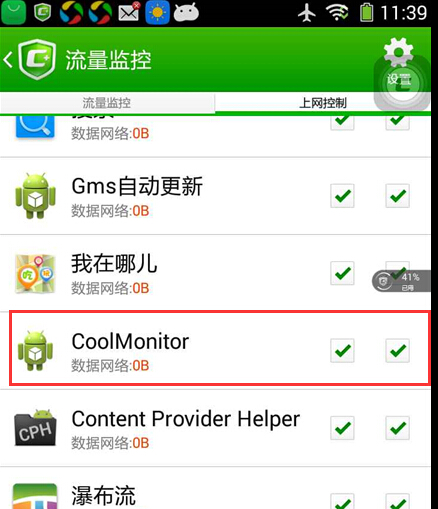 11:39
流量监控
设置
流量监控
上网控制
搜索
数据网络:0B
Gms自动更新
数据网络:0B
我在哪儿
数据网络:0B
41%
CoolMonitor
数据网络:0B
CPH
Content Provider Helper
数据网络:0B
瀑布流